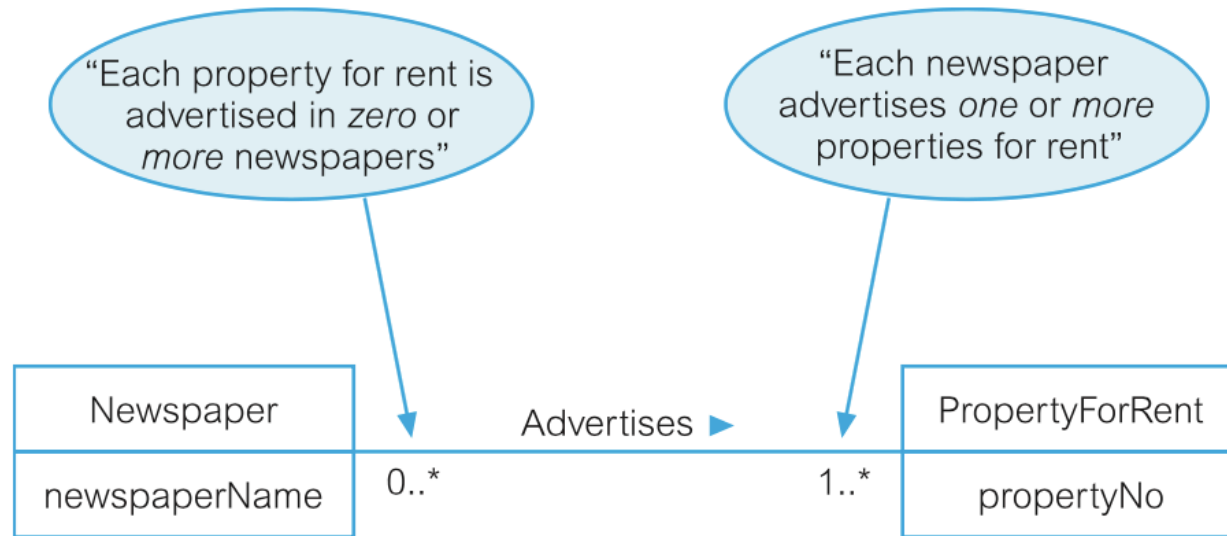 “Each property for rent is
advertised in zero or
more newspapers”
“Each newspaper
advertises one or more
properties for rent”
Newspaper
Advertises ►
PropertyForRent
newspaperName
0..*
1..*
propertyNo